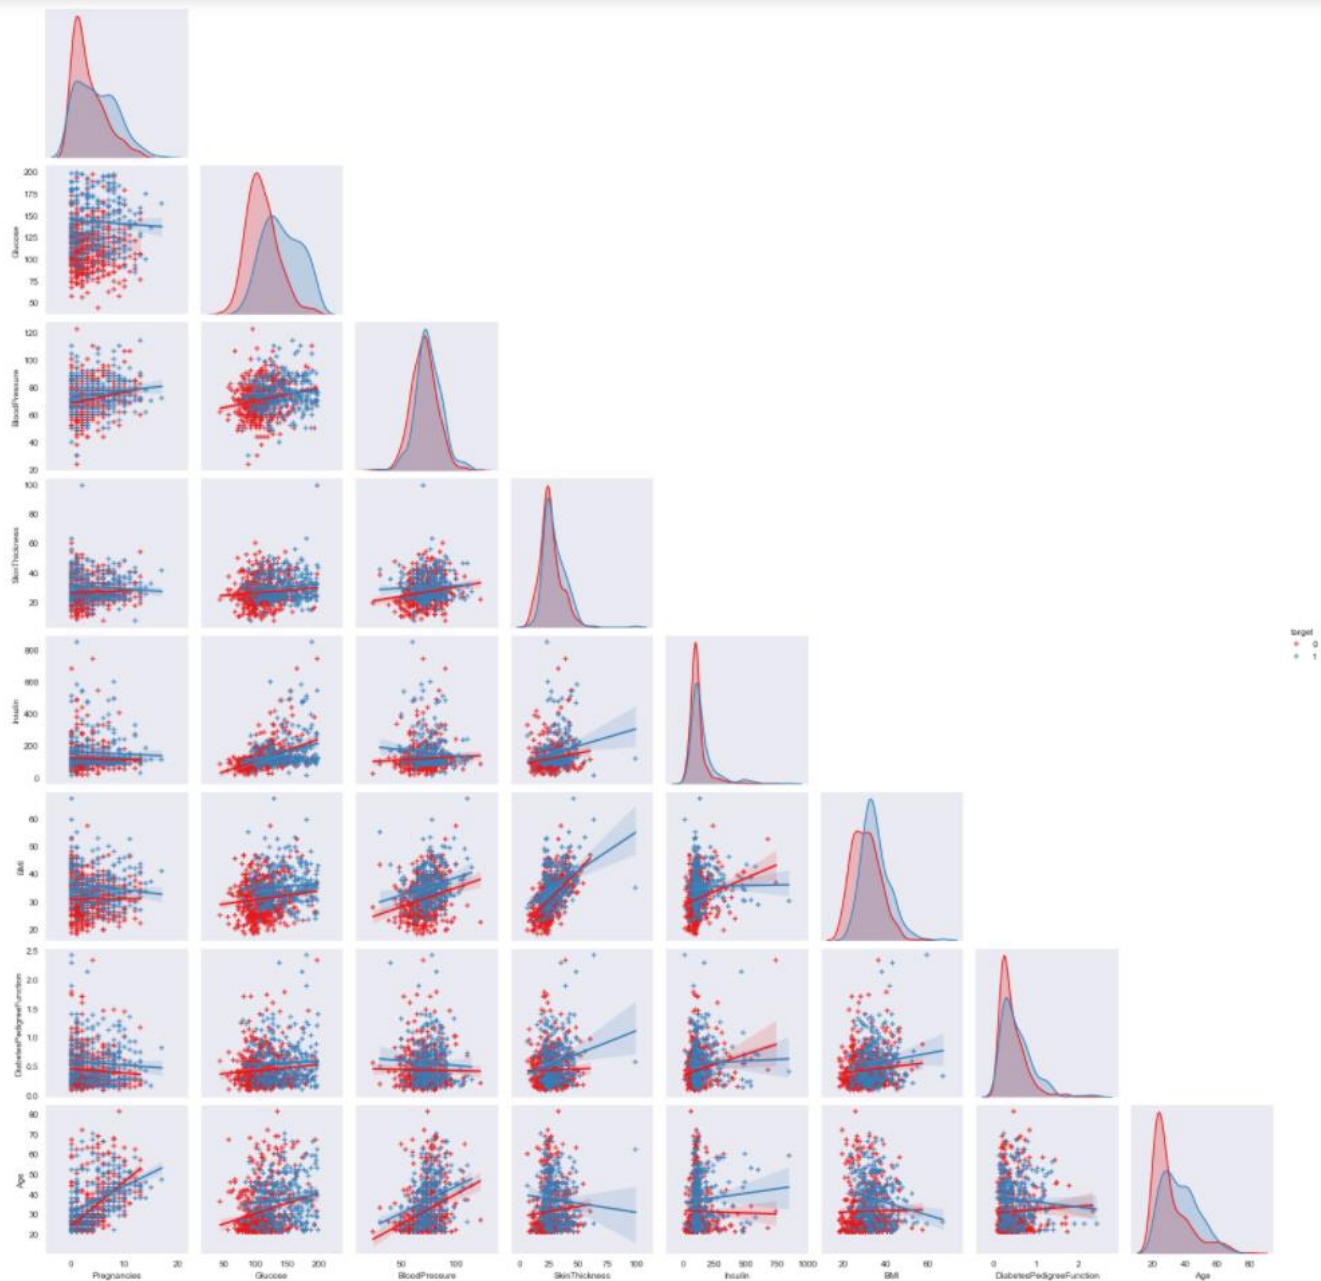 200
175
150
125
100
75
50
Glucose
120
100
80
60
40
20
BloodPressure
100
80
60
40
20
SkinThickness
800
600
400
200
0
Insulin
target
0
1
60
50
40
30
20
BMI
2.5
2.0
1.5
1.0
0.5
0.0
DiabetesPedigreeFunction
80
70
60
50
40
30
20
Age
0 10 20
50 100 150 200
50 100
0 25 50 75 100
0 250 500 750 1000
20 40 60
0 1 2
20 40 60 80
Pregnancies
Glucose
BloodPressure
SkinThickness
Insulin
BMI
DiabetesPedigreeFunction
Age